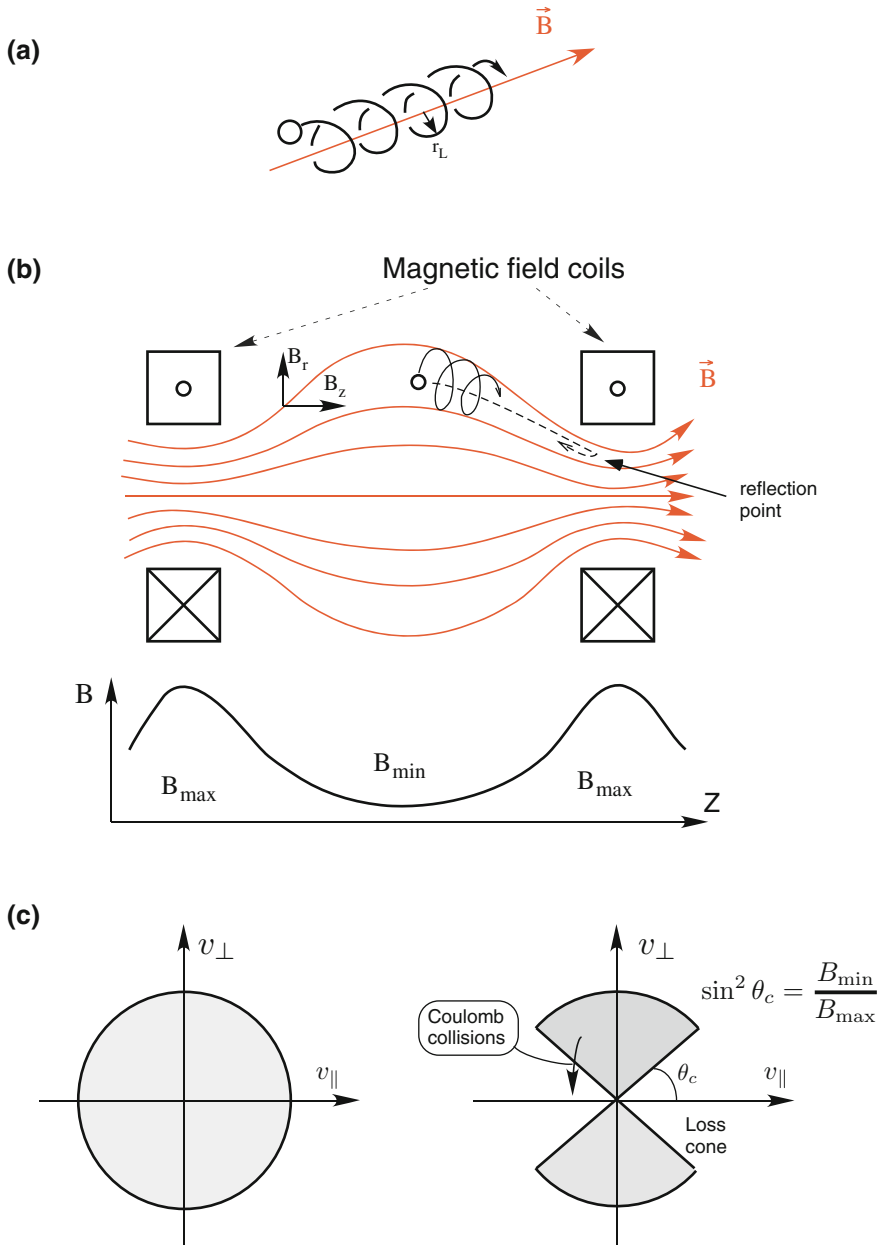 (a)
B⃗
r_L
(b)
Magnetic field coils
B_r
B_z
B⃗
reflection
point
B
B_min
B_max
B_max
Z
(c)
v_⊥
v_∥
v_⊥
sin² θ_c = B_min / B_max
Coulomb
collisions
θ_c
v_∥
Loss
cone